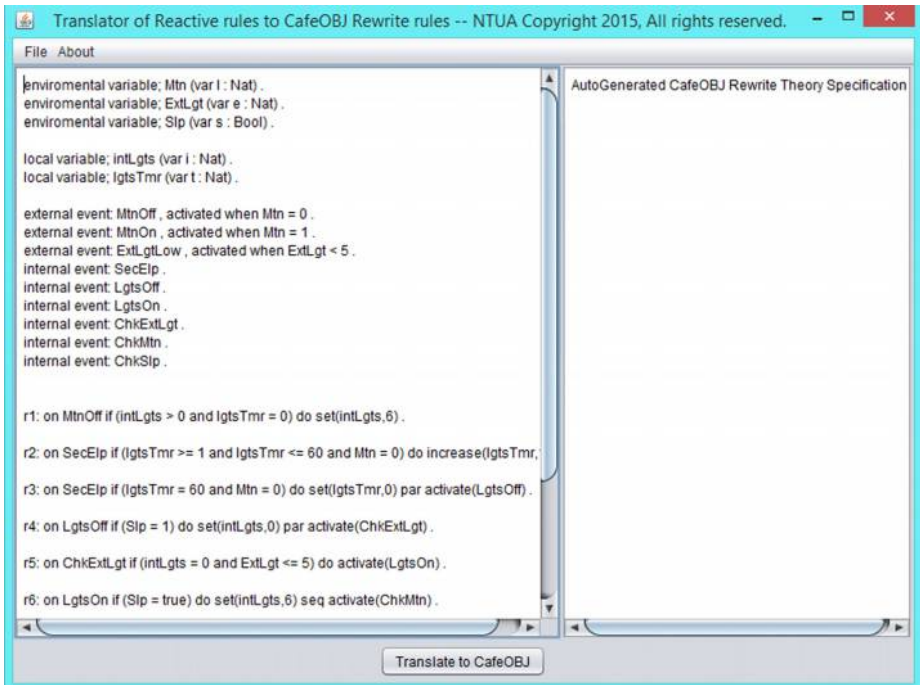 Translator of Reactive rules to CafeOBJ Rewrite rules -- NTUA Copyright 2015, All rights reserved.
File About
enviromental variable; Mtn (var l : Nat) .
enviromental variable; ExtLgt (var e : Nat) .
enviromental variable; Slp (var s : Bool) .
local variable; intLgts (var i : Nat) .
local variable; lgtsTmr (var t : Nat) .
external event: MtnOff , activated when Mtn = 0 .
external event: MtnOn , activated when Mtn = 1 .
external event: ExtLgtLow , activated when ExtLgt < 5 .
internal event: SecElp .
internal event: LgtsOff .
internal event: LgtsOn .
internal event: ChkExtLgt .
internal event: ChkMtn .
internal event: ChkSlp .
r1: on MtnOff if (intLgts > 0 and lgtsTmr = 0) do set(intLgts,6) .
r2: on SecElp if (lgtsTmr >= 1 and lgtsTmr <= 60 and Mtn = 0) do increase(lgtsTmr,
r3: on SecElp if (lgtsTmr = 60 and Mtn = 0) do set(lgtsTmr,0) par activate(LgtsOff) .
r4: on LgtsOff if (Slp = 1) do set(intLgts,0) par activate(ChkExtLgt) .
r5: on ChkExtLgt if (intLgts = 0 and ExtLgt <= 5) do activate(LgtsOn) .
r6: on LgtsOn if (Slp = true) do set(intLgts,6) seq activate(ChkMtn) .
AutoGenerated CafeOBJ Rewrite Theory Specification
Translate to CafeOBJ